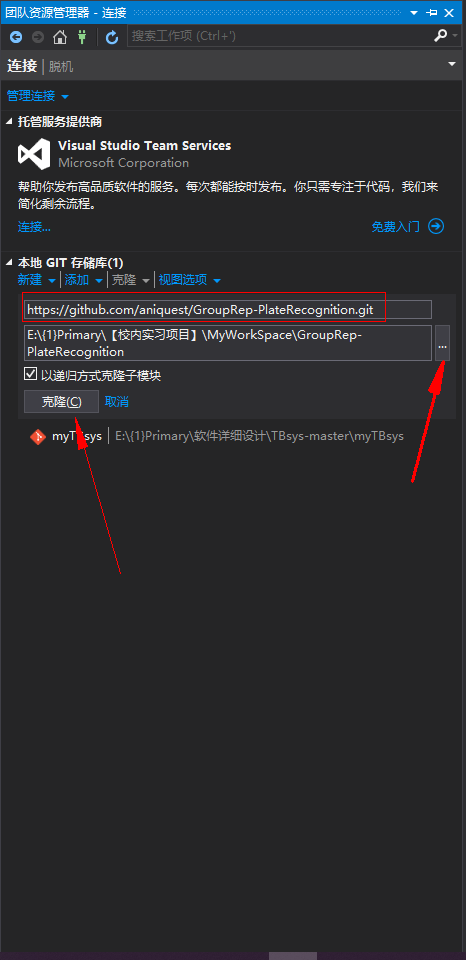 团队资源管理器 - 连接
搜索工作项 (Ctrl+')
连接 | 脱机
管理连接
托管服务提供商
Visual Studio Team Services
Microsoft Corporation
帮助你发布高品质软件的服务。每次都能按时发布。你只需专注于代码，我们来
简化剩余流程。
连接... 免费入门
本地 GIT 存储库(1)
新建 | 添加 | 克隆 | 视图选项
https://github.com/aniquest/GroupRep-PlateRecognition.git
E:\{1}Primary\【校内实习项目】\MyWorkSpace\GroupRep-
PlateRecognition
...
以递归方式克隆子模块
克隆(C) 取消
myTBsys | E:\{1}Primary\软件详细设计\TBsys-master\myTBsys